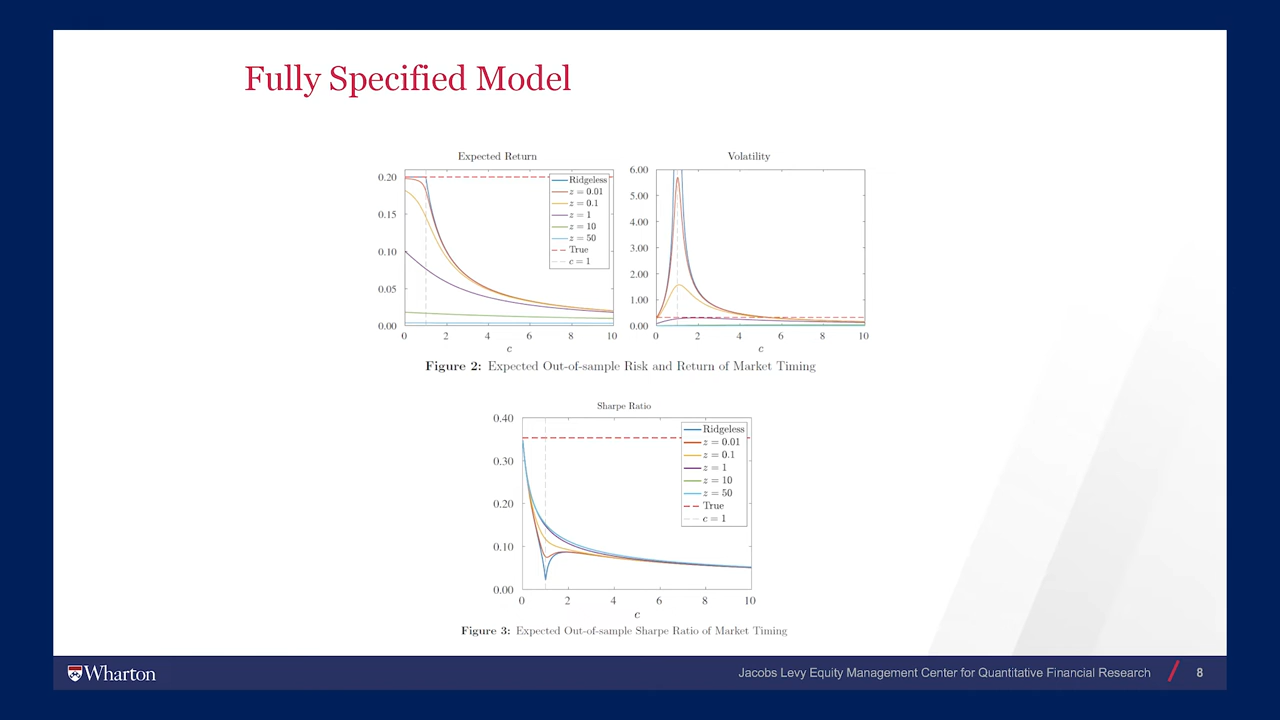 Fully Specified Model
Expected Return
0.20
0.15
0.10
0.05
0.00
0 2 4 6 8 10
c
Ridgeless
z = 0.01
z = 0.1
z = 1
z = 10
z = 50
True
c = 1
Volatility
6.00
5.00
4.00
3.00
2.00
1.00
0.00
0 2 4 6 8 10
c
Figure 2: Expected Out-of-sample Risk and Return of Market Timing
Sharpe Ratio
0.40
0.30
0.20
0.10
0.00
0 2 4 6 8 10
c
Ridgeless
z = 0.01
z = 0.1
z = 1
z = 10
z = 50
True
c = 1
Figure 3: Expected Out-of-sample Sharpe Ratio of Market Timing
Wharton
Jacobs Levy Equity Management Center for Quantitative Financial Research / 8